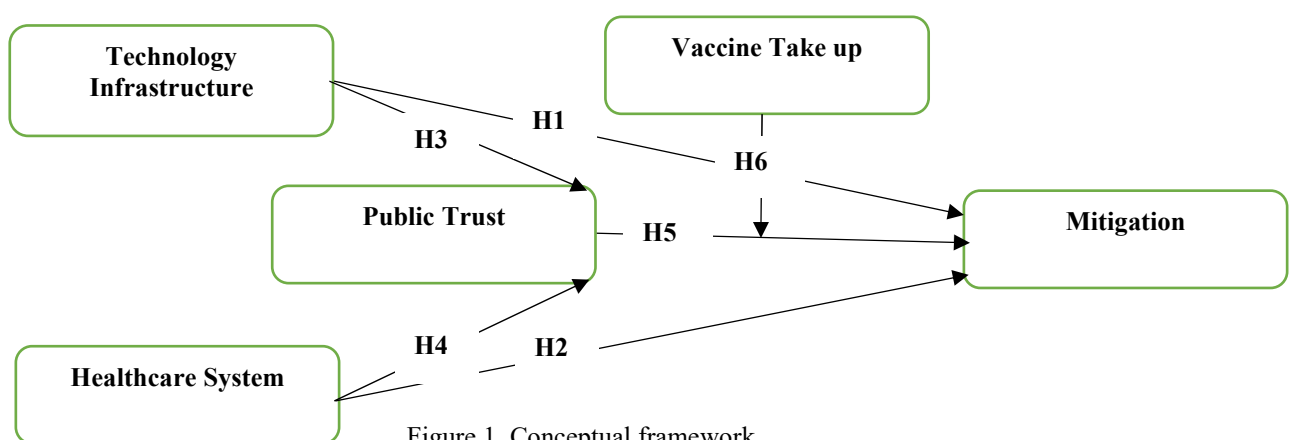 Technology
Infrastructure
Vaccine Take up
H1
H3
H6
Public Trust
H5
Mitigation
H4
H2
Healthcare System
Figure 1. Conceptual framework